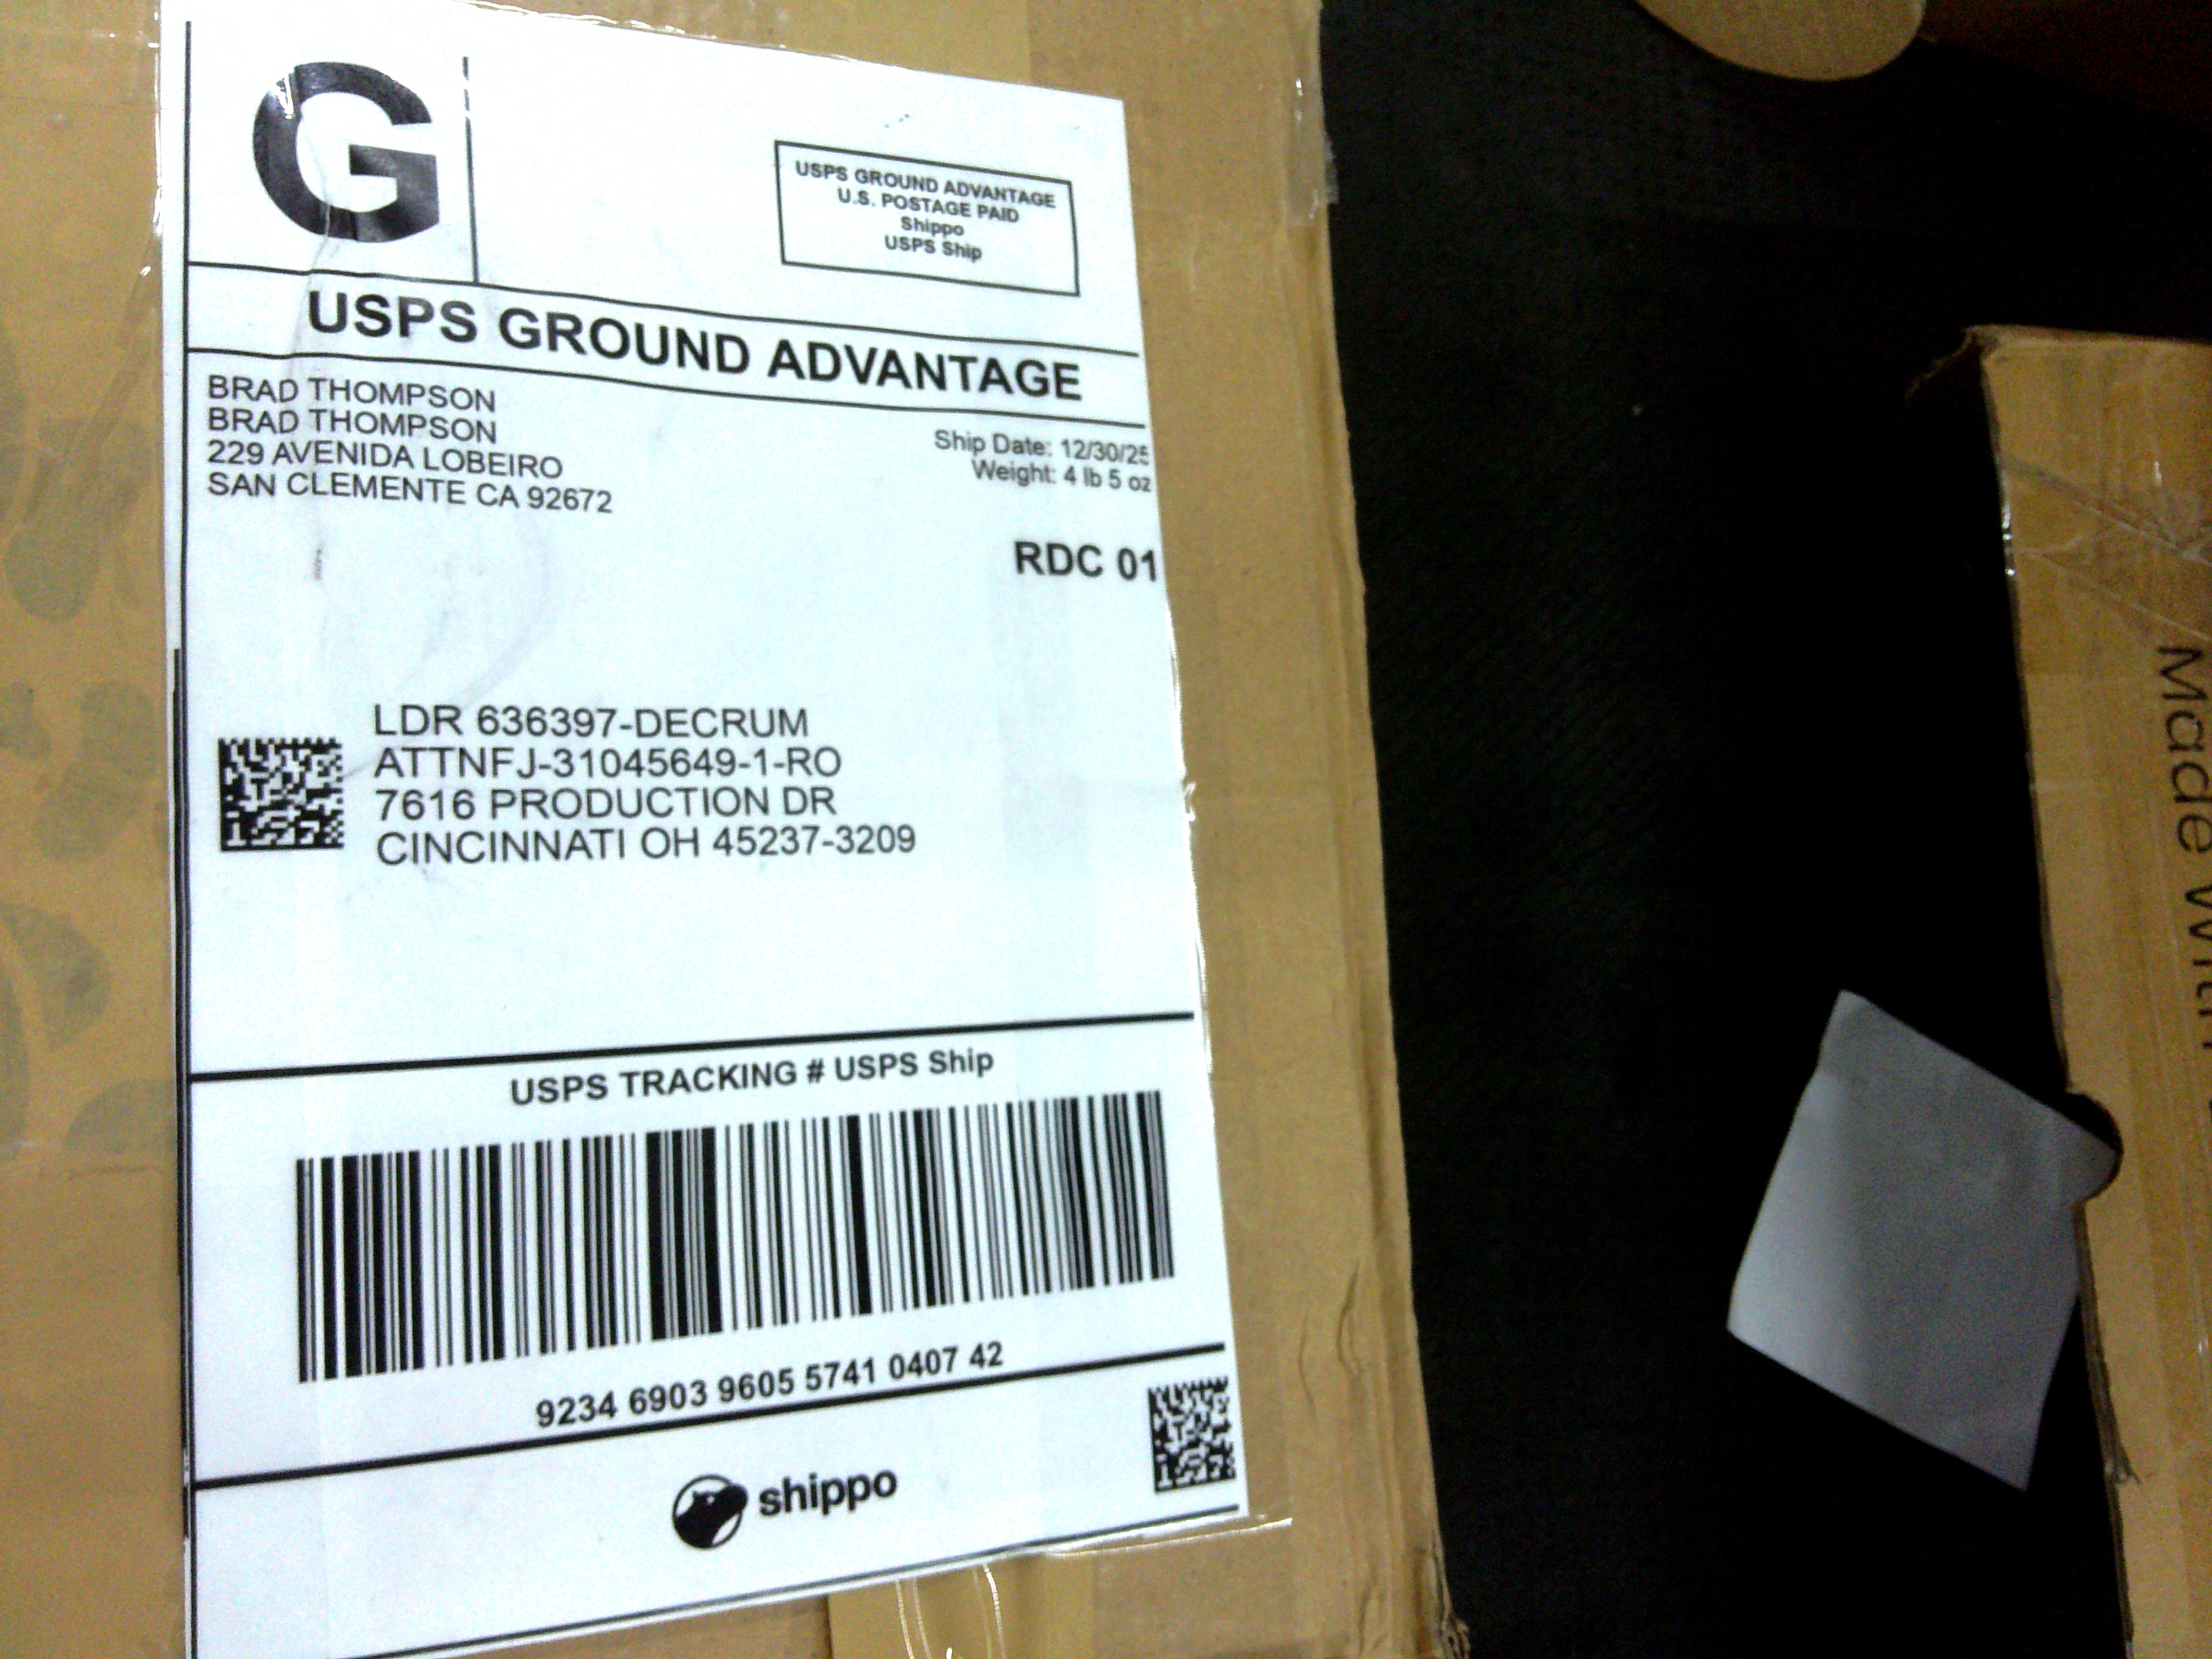 G
USPS GROUND ADVANTAGE
U.S. POSTAGE PAID
Shippo
USPS Ship
USPS GROUND ADVANTAGE
BRAD THOMPSON
BRAD THOMPSON
229 AVENIDA LOBEIRO
SAN CLEMENTE CA 92672
Ship Date: 12/30/25
Weight: 4 lb 5 oz
RDC 01
LDR 636397-DECRUM
ATTNFJ-31045649-1-RO
7616 PRODUCTION DR
CINCINNATI OH 45237-3209
USPS TRACKING # USPS Ship
9234 6903 9605 5741 0407 42
shippo
Made with